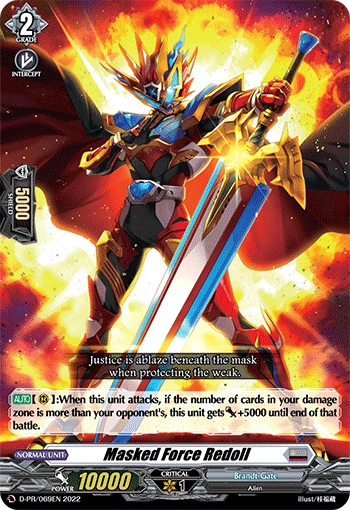 2
GRADE
INTERCEPT
5000
SHIELD
Justice is ablaze beneath the mask
when protecting the weak.
AUTO [ ]:When this unit attacks, if the number of cards in your damage
zone is more than your opponent's, this unit gets +5000 until end of that
battle.
NORMAL UNIT
Masked Force Redoll
POWER 10000
CRITICAL
1
Brandt Gate
Alien
D-PR/069EN 2022
illust/桂福蔵